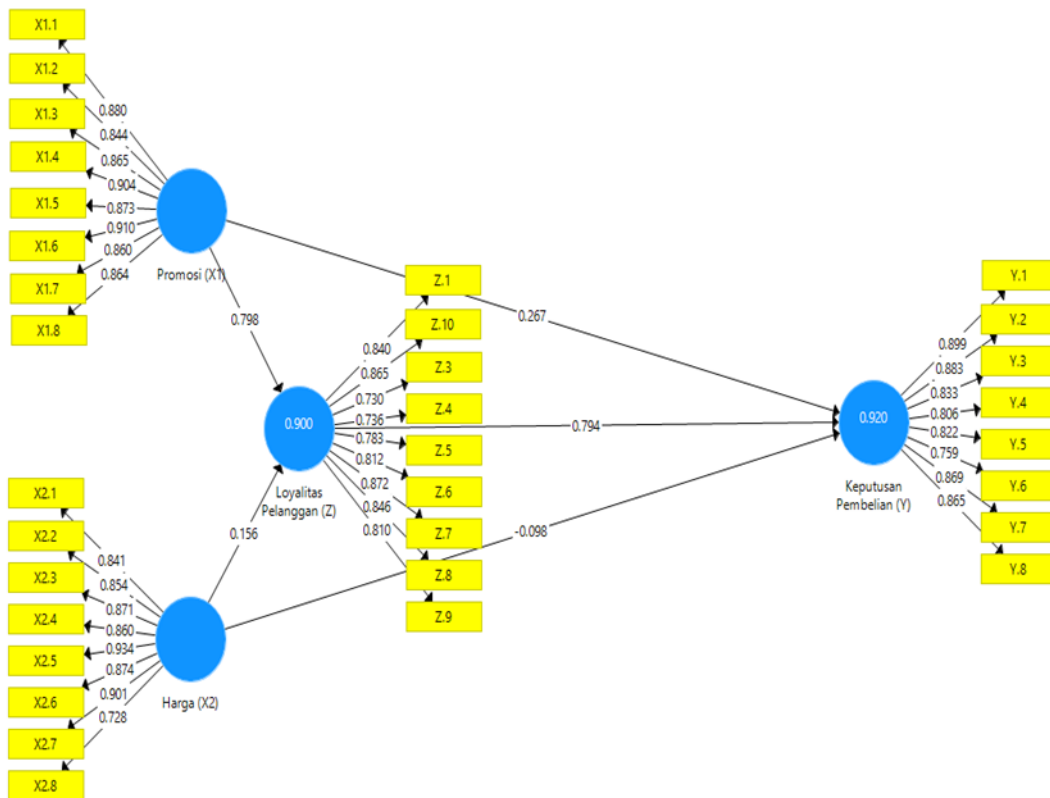 X1.1
X1.2
X1.3
X1.4
X1.5
X1.6
X1.7
X1.8
0.880
0.844
0.865
0.904
0.873
0.910
0.860
0.864
Promosi (X1)
0.798
0.267
Z.1
Z.10
Z.3
Z.4
Z.5
Z.6
Z.7
Z.8
Z.9
0.840
0.865
0.730
0.736
0.783
0.812
0.872
0.846
0.810
0.900
Loyalitas
Pelanggan (Z)
0.794
0.156
-0.098
X2.1
X2.2
X2.3
X2.4
X2.5
X2.6
X2.7
X2.8
0.841
0.854
0.871
0.860
0.934
0.874
0.901
0.728
Harga (X2)
0.920
Keputusan
Pembelian (Y)
0.899
0.883
0.833
0.806
0.822
0.759
0.869
0.865
Y.1
Y.2
Y.3
Y.4
Y.5
Y.6
Y.7
Y.8